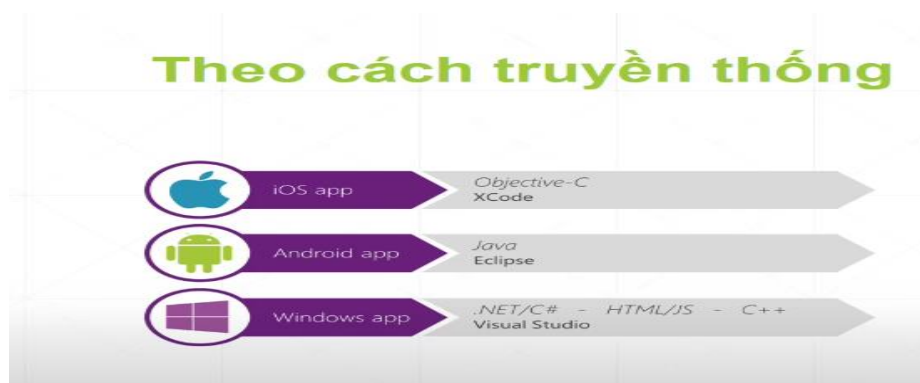 Theo cách truyền thống
iOS app
Objective-C
XCode
Android app
Java
Eclipse
Windows app
.NET/C# - HTML/JS - C++
Visual Studio